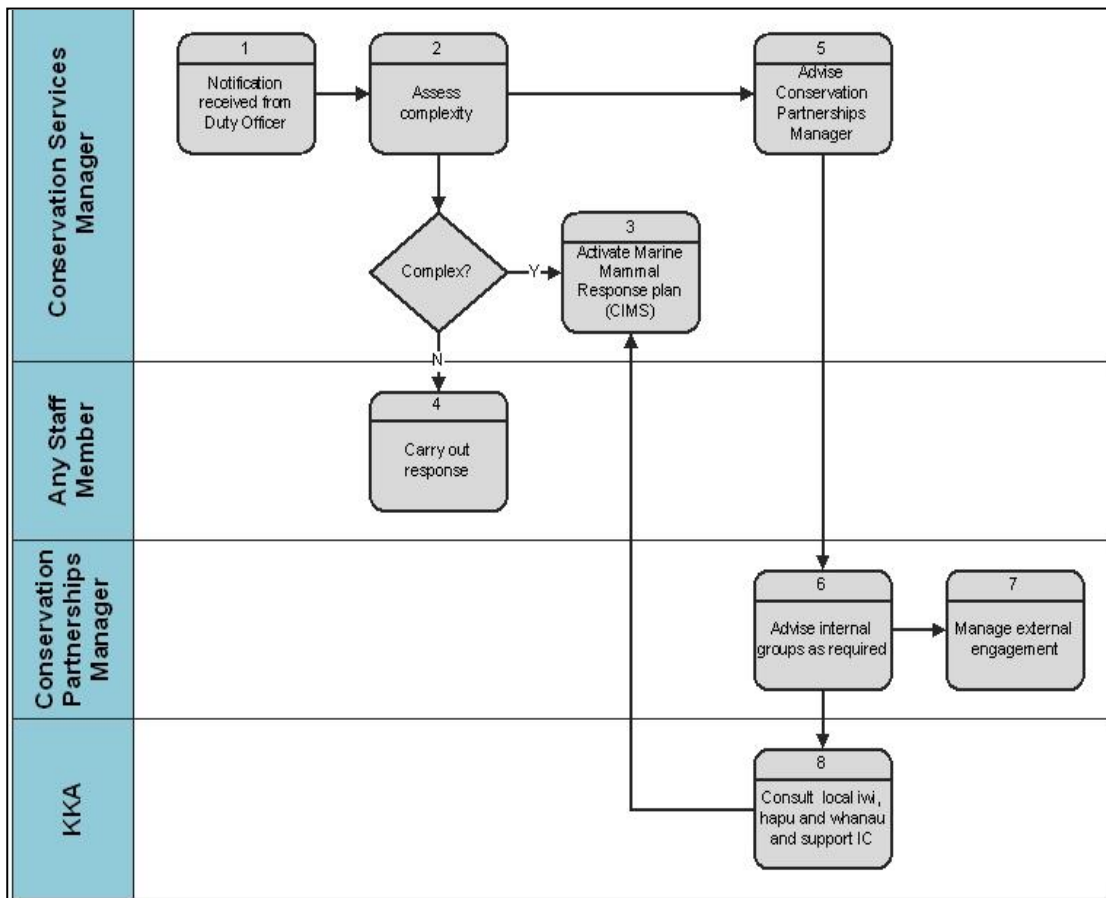 Conservation Services
Manager
1
Notification
received from
Duty Officer
2
Assess
complexity
5
Advise
Conservation
Partnerships
Manager
Complex?
Y
3
Activate Marine
Mammal
Response plan
(CIMS)
N
Any Staff
Member
4
Carry out
response
Conservation
Partnerships
Manager
6
Advise internal
groups as required
7
Manage external
engagement
KKA
8
Consult local iwi,
hapu and whanau
and support IC